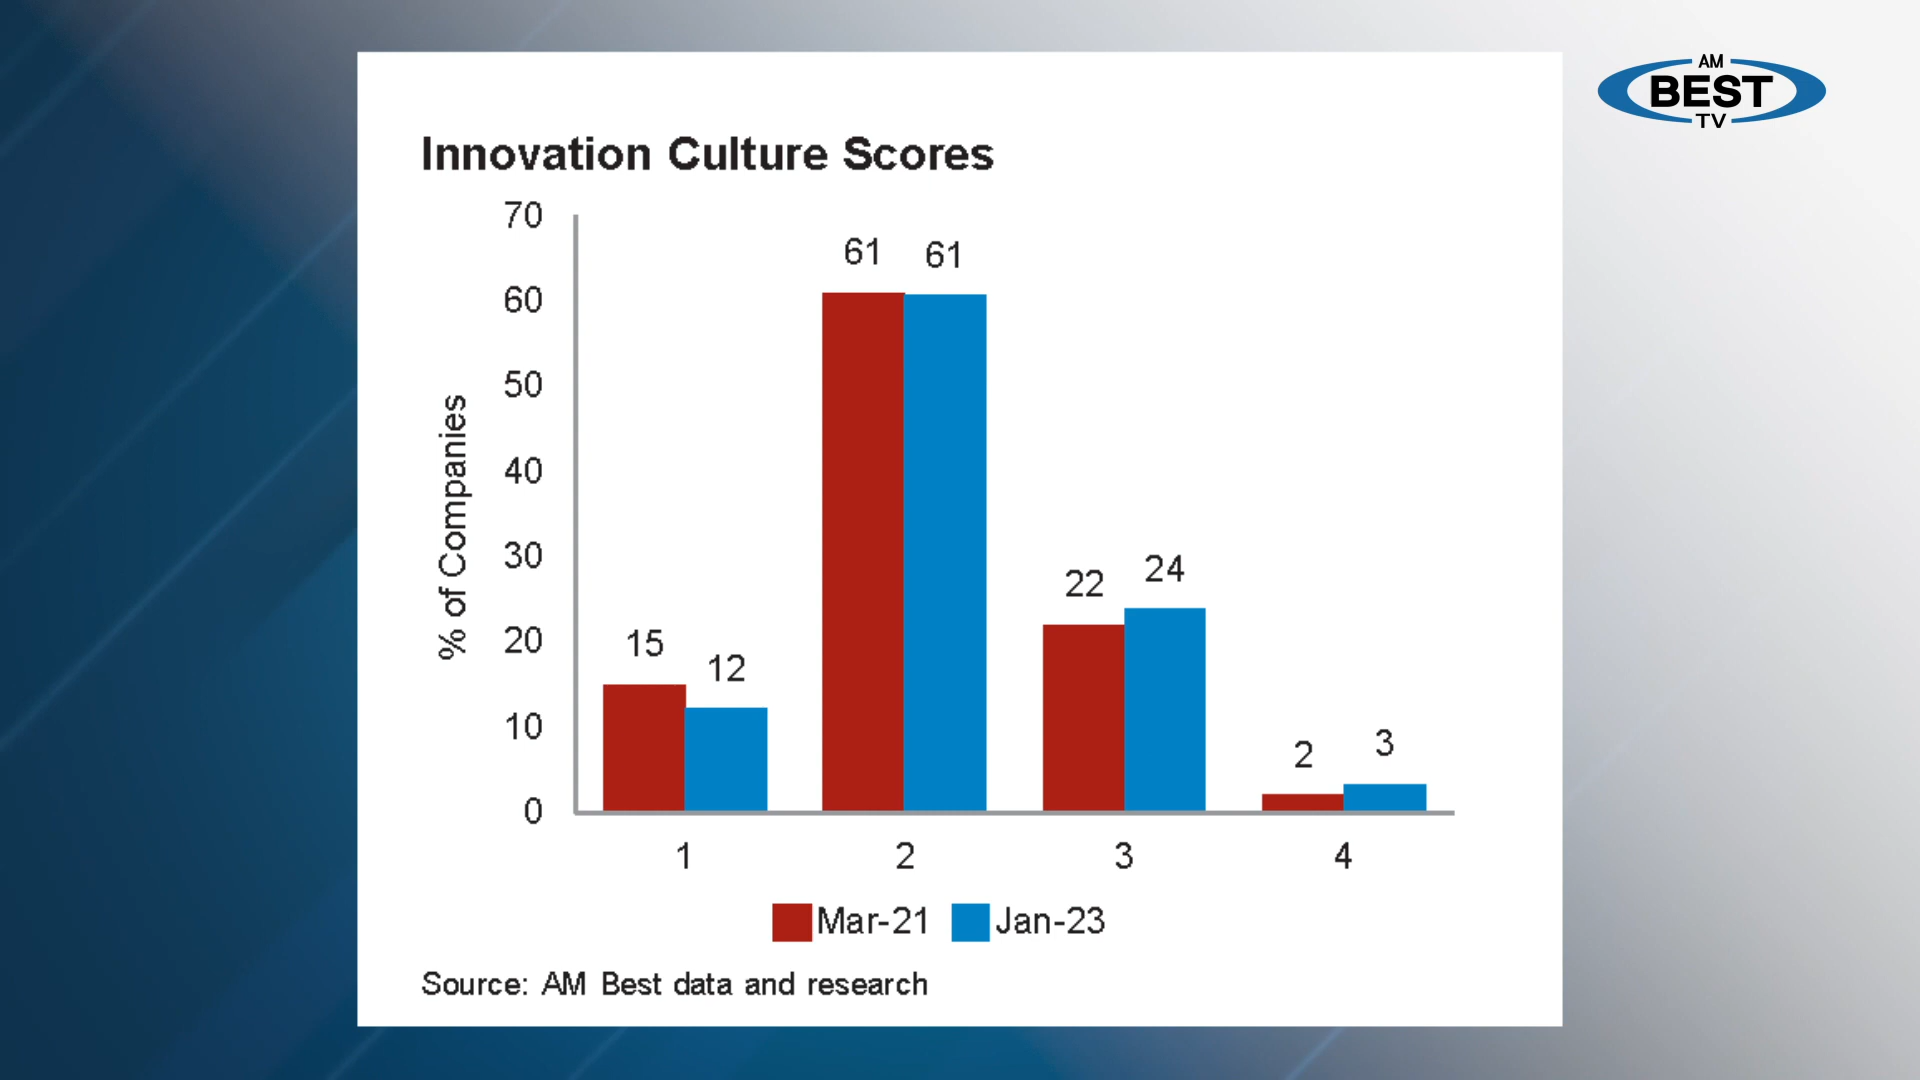 AM
BEST
TV
Innovation Culture Scores
% of Companies
70
60
50
40
30
20
10
0
15
12
61
61
22
24
2
3
1
2
3
4
Mar-21
Jan-23
Source: AM Best data and research